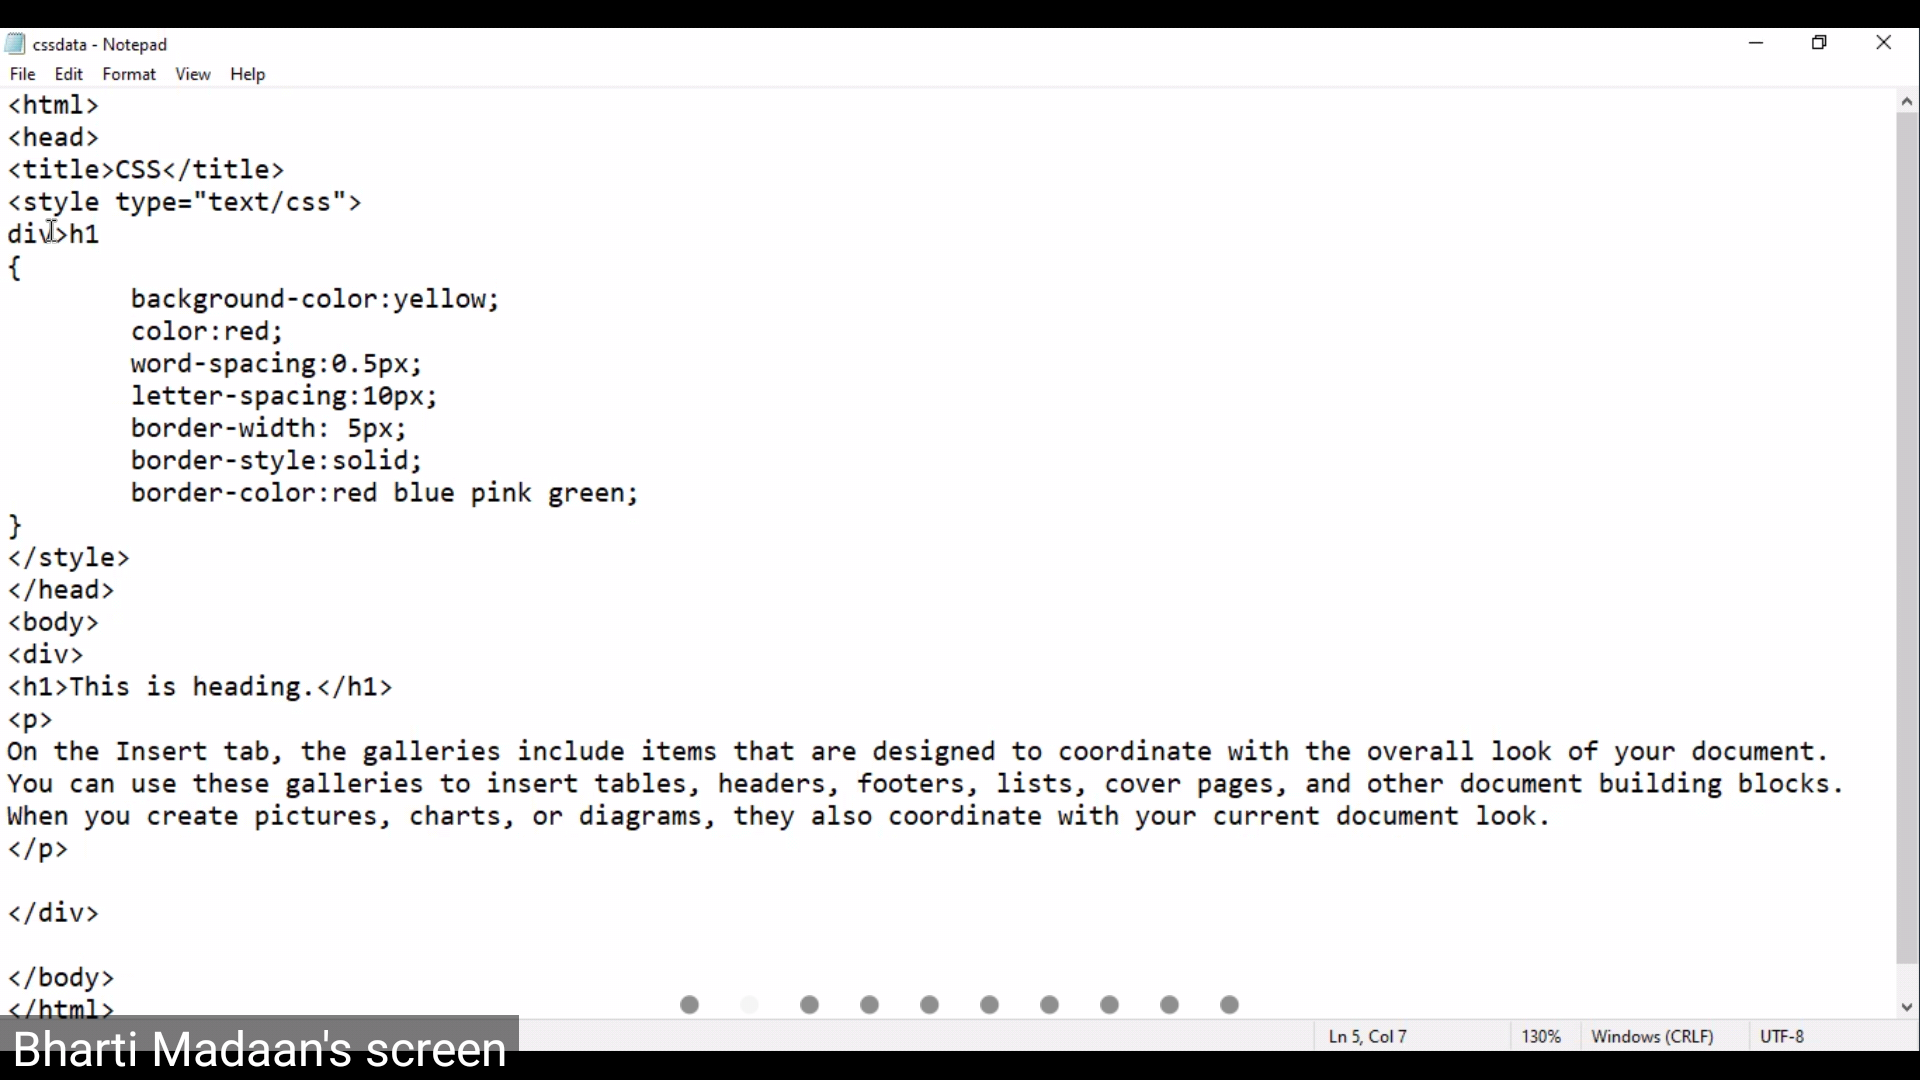 cssdata - Notepad
File Edit Format View Help
<html>
<head>
<title>CSS</title>
<style type="text/css">
div>h1
{
background-color:yellow;
color:red;
word-spacing:0.5px;
letter-spacing:10px;
border-width: 5px;
border-style:solid;
border-color:red blue pink green;
}
</style>
</head>
<body>
<div>
<h1>This is heading.</h1>
<p>
On the Insert tab, the galleries include items that are designed to coordinate with the overall look of your document.
You can use these galleries to insert tables, headers, footers, lists, cover pages, and other document building blocks.
When you create pictures, charts, or diagrams, they also coordinate with your current document look.
</p>
</div>
</body>
</html>
Ln 5, Col 7 130% Windows (CRLF) UTF-8
Bharti Madaan's screen